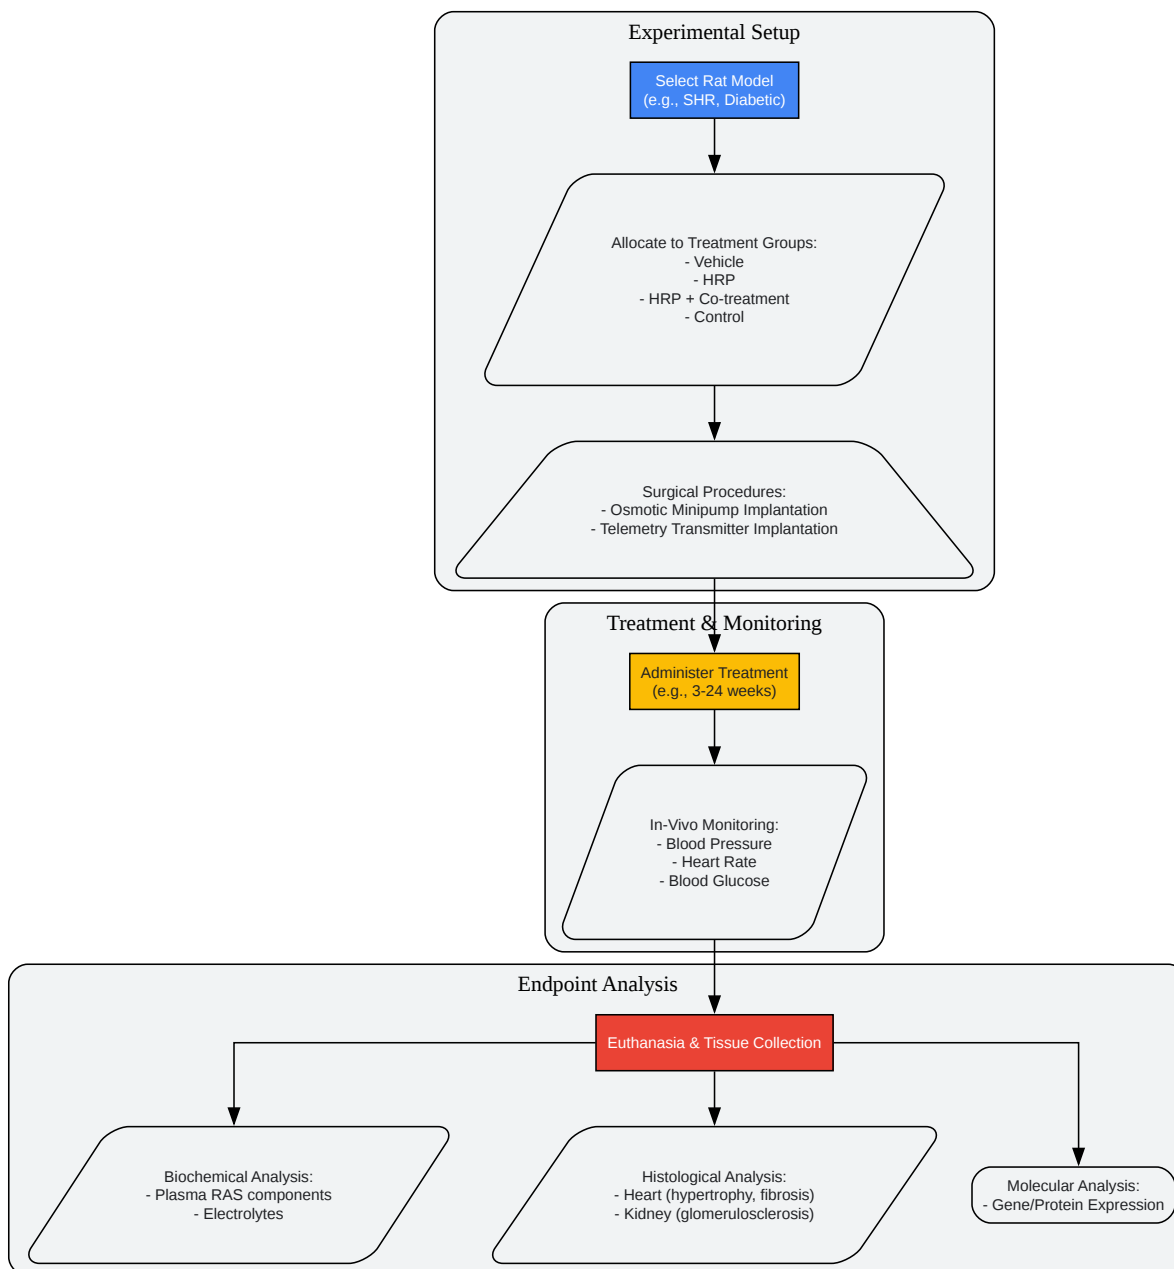 Experimental Setup
Select Rat Model
(e.g., SHR, Diabetic)
Allocate to Treatment Groups:
- Vehicle
- HRP
- HRP + Co-treatment
- Control
Surgical Procedures:
- Osmotic Minipump Implantation
- Telemetry Transmitter Implantation
Treatment & Monitoring
Administer Treatment
(e.g., 3-24 weeks)
In-Vivo Monitoring:
- Blood Pressure
- Heart Rate
- Blood Glucose
Endpoint Analysis
Euthanasia & Tissue Collection
Biochemical Analysis:
- Plasma RAS components
- Electrolytes
Histological Analysis:
- Heart (hypertrophy, fibrosis)
- Kidney (glomerulosclerosis)
Molecular Analysis:
- Gene/Protein Expression